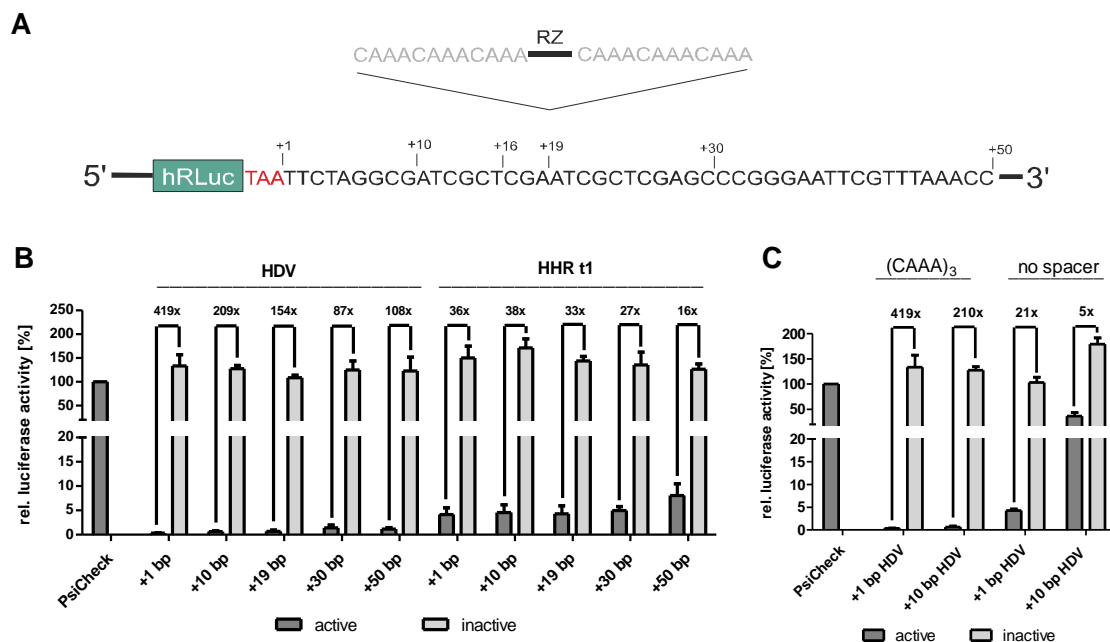 A
RZ
CAAACAAACAAA CAAACAAACAAA
+1 +10 +16 +19 +30 +50
5' hRLuc TAATTCTAGGCGATCGCTCGAATCGCTCGAGCCCGGGAATTCGTTTAAACC 3'
B
HDV HHR t1
419x 209x 154x 87x 108x 36x 38x 33x 27x 16x
rel. luciferase activity [%]
250
200
150
100
50
20
15
10
5
0
PsiCheck +1 bp +10 bp +19 bp +30 bp +50 bp +1 bp +10 bp +19 bp +30 bp +50 bp
active inactive
C
(CAAA)3 no spacer
419x 210x 21x 5x
rel. luciferase activity [%]
200
150
100
50
20
15
10
5
0
PsiCheck +1 bp HDV +10 bp HDV +1 bp HDV +10 bp HDV
active inactive